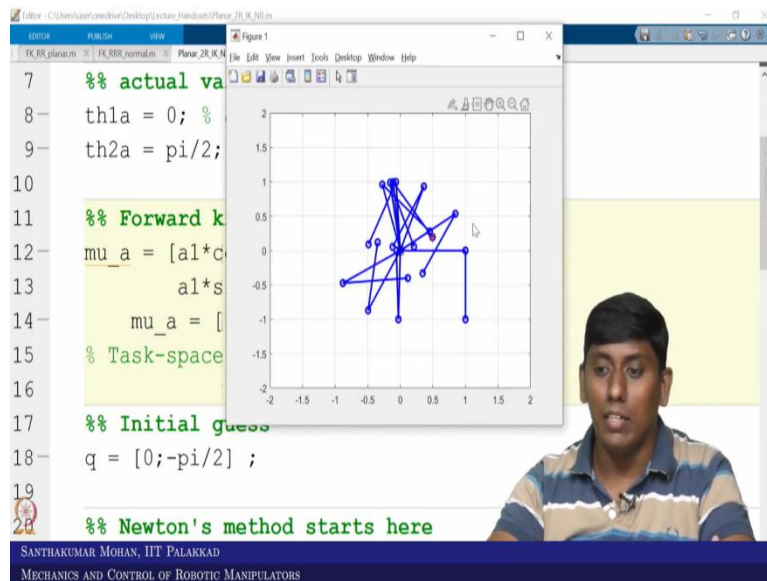 Editor - C:\Users\user\onedrive\Desktop\Lecture_Handouts\Planar_2R_IK_NR.m
EDITOR PUBLISH VIEW
FK_RR_planar.m FK_RRR_normal.m Planar_2R_IK_N
Figure 1
File Edit View Insert Tools Desktop Window Help
2
1.5
1
0.5
0
-0.5
-1
-1.5
-2
-2 -1.5 -1 -0.5 0 0.5 1 1.5 2
7 %% actual va
8 th1a = 0; %
9 th2a = pi/2;
10
11 %% Forward k
12 mu_a = [a1*c
13 a1*s
14 mu_a = [
15 % Task-space
16
17 %% Initial guess
18 q = [0;-pi/2] ;
19
20 %% Newton's method starts here
SANTHAKUMAR MOHAN, IIT PALAKKAD
MECHANICS AND CONTROL OF ROBOTIC MANIPULATORS